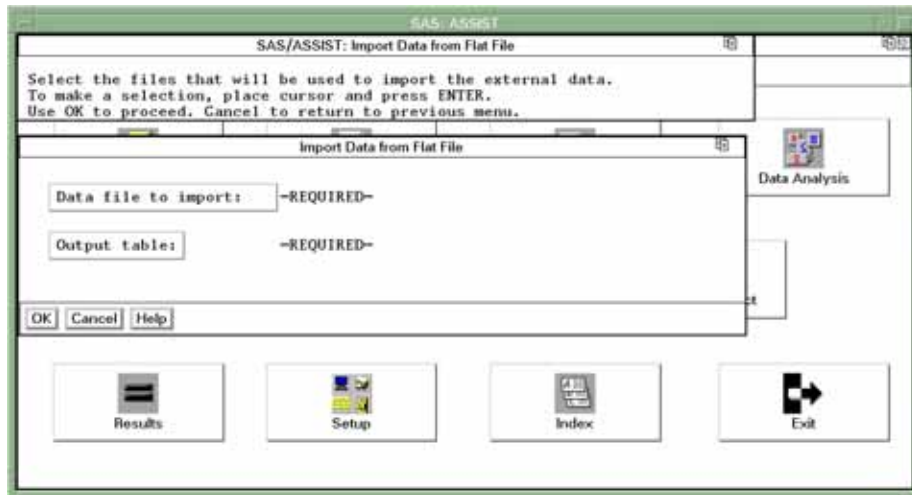 SAS: ASSIST
SAS/ASSIST: Import Data from Flat File
Select the files that will be used to import the external data.
To make a selection, place cursor and press ENTER.
Use OK to proceed. Cancel to return to previous menu.
Import Data from Flat File
Data Analysis
Data file to import: -REQUIRED-
Output table: -REQUIRED-
OK Cancel Help
Results Setup Index Exit